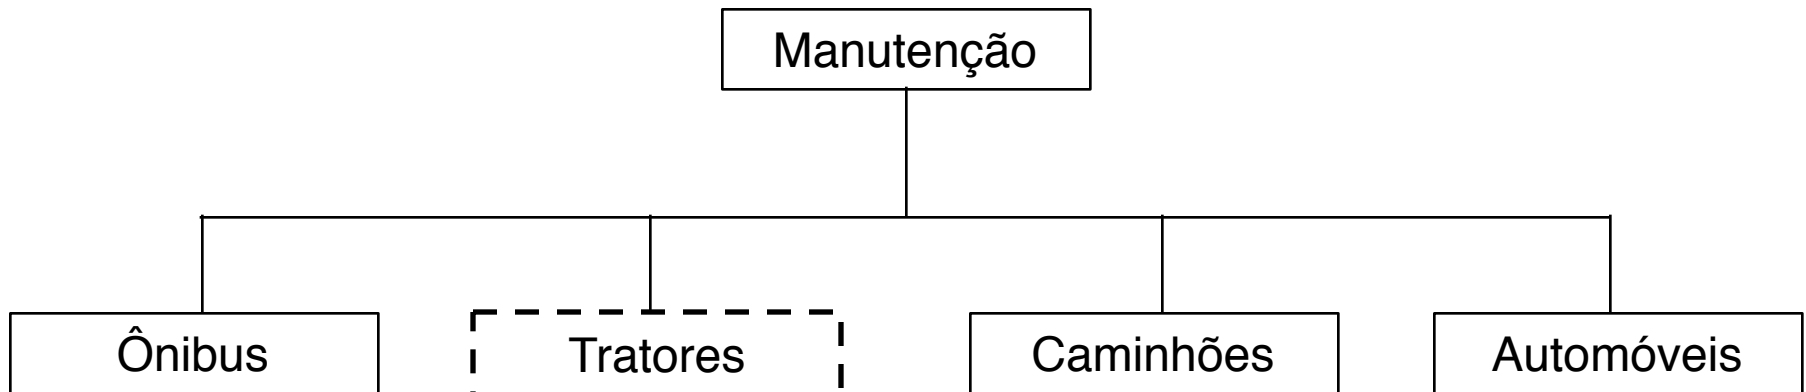 Manutenção
Ônibus
Tratores
Caminhões
Automóveis